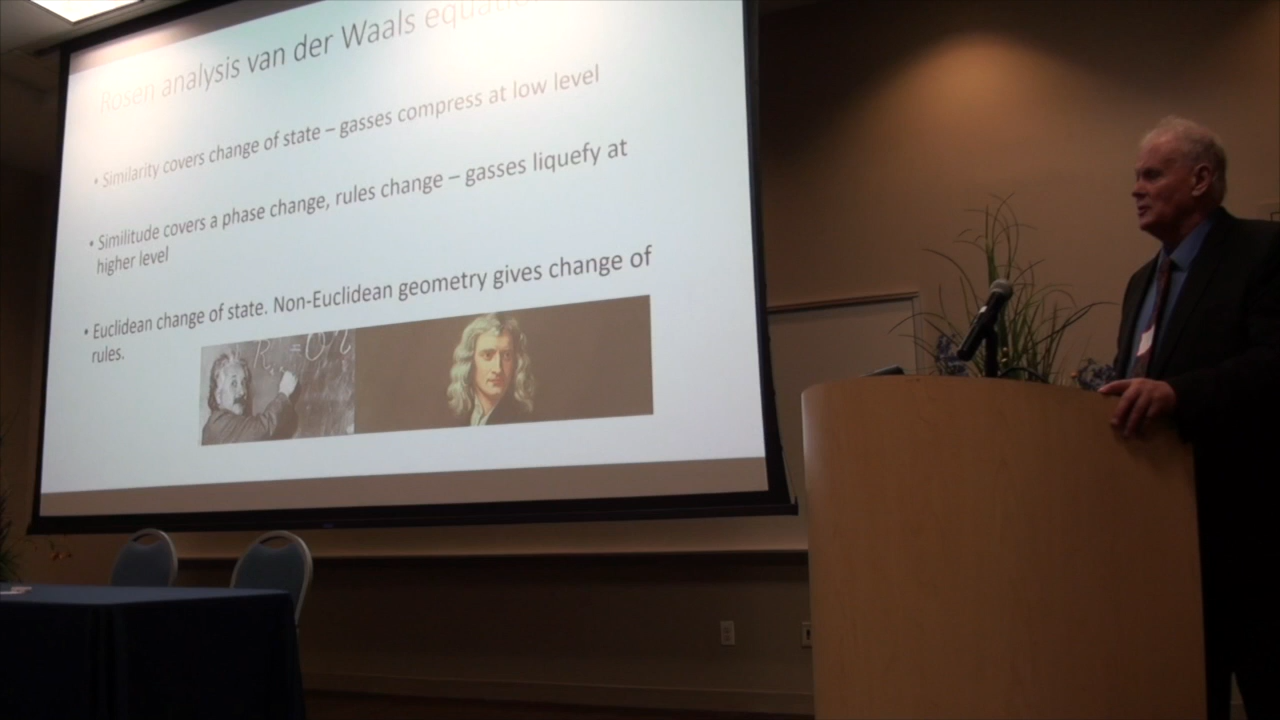 Rosen analysis van der Waals equation
• Similarity covers change of state – gasses compress at low level
• Similitude covers a phase change, rules change – gasses liquefy at
higher level
• Euclidean change of state. Non-Euclidean geometry gives change of
rules.